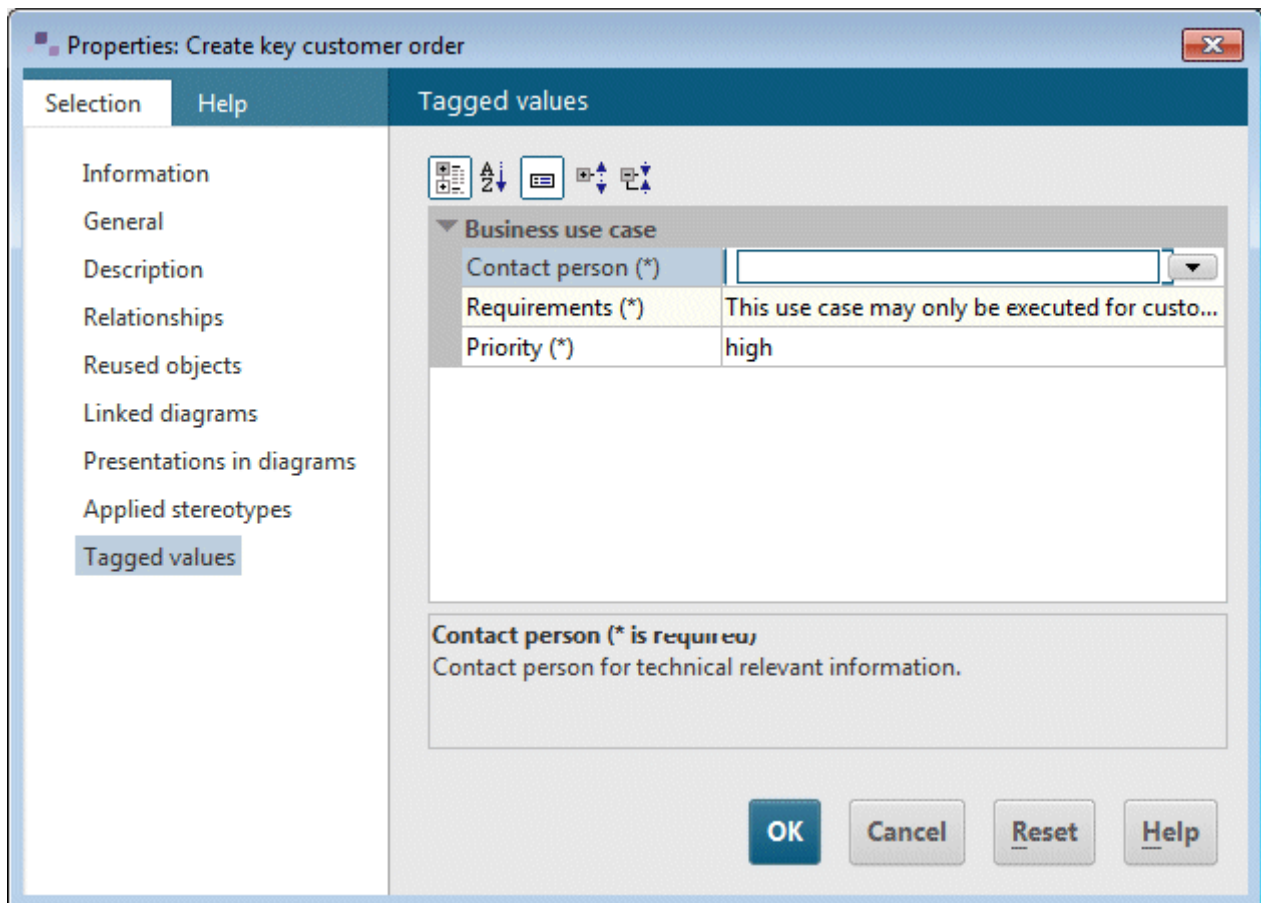 Properties: Create key customer order
Selection Help
Tagged values
Information
General
Description
Relationships
Reused objects
Linked diagrams
Presentations in diagrams
Applied stereotypes
Tagged values
Business use case
Contact person (*)
Requirements (*) This use case may only be executed for custo...
Priority (*) high
Contact person (* is required)
Contact person for technical relevant information.
OK Cancel Reset Help